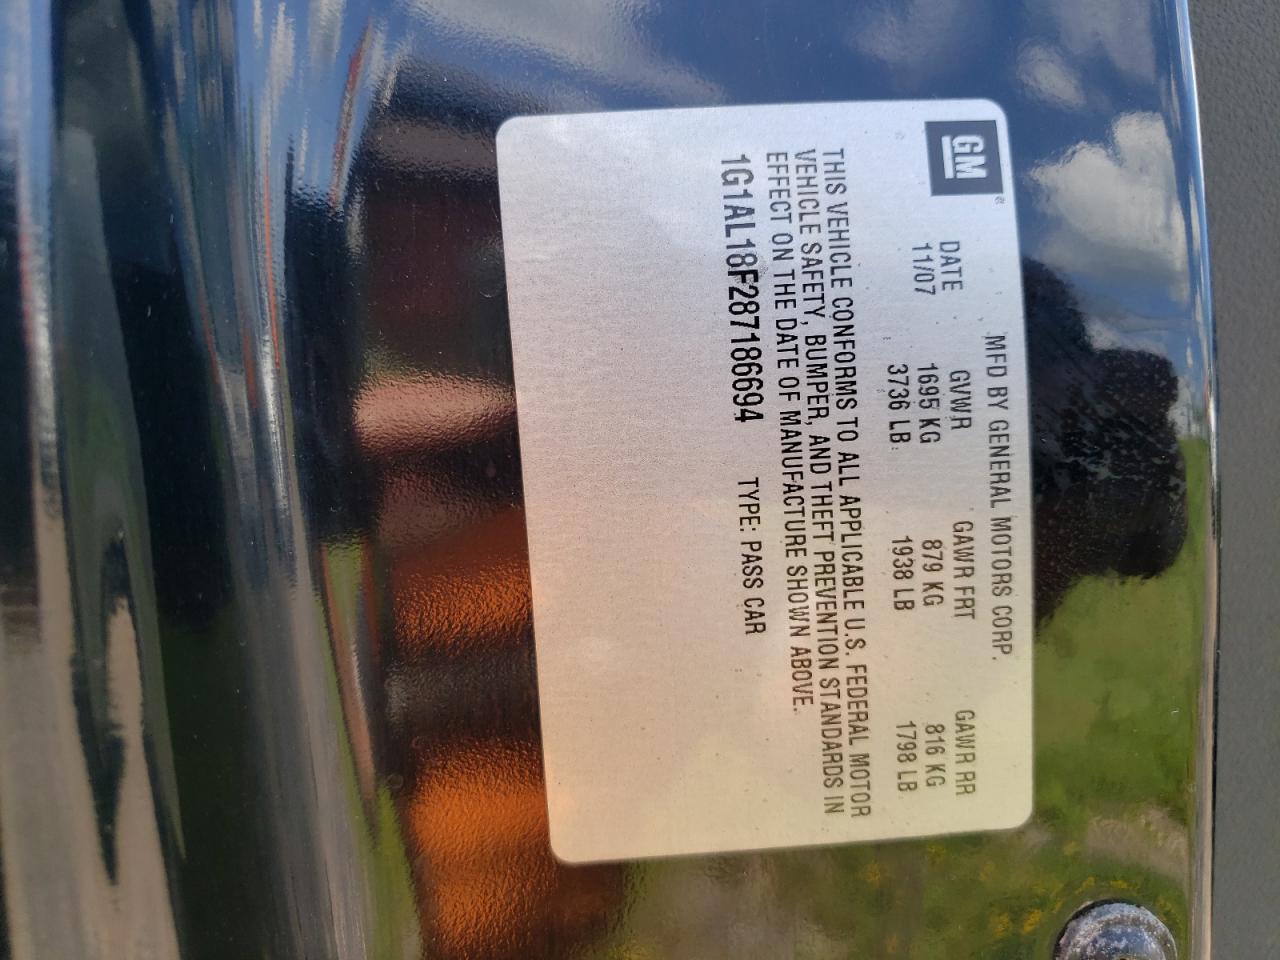 GM®
MFD BY GENERAL MOTORS CORP.
DATE GVWR GAWR FRT GAWR RR
11/07 1695 KG 879 KG 816 KG
3736 LB 1938 LB 1798 LB
THIS VEHICLE CONFORMS TO ALL APPLICABLE U.S. FEDERAL MOTOR
VEHICLE SAFETY, BUMPER, AND THEFT PREVENTION STANDARDS IN
EFFECT ON THE DATE OF MANUFACTURE SHOWN ABOVE.
1G1AL18F287186694 TYPE: PASS CAR